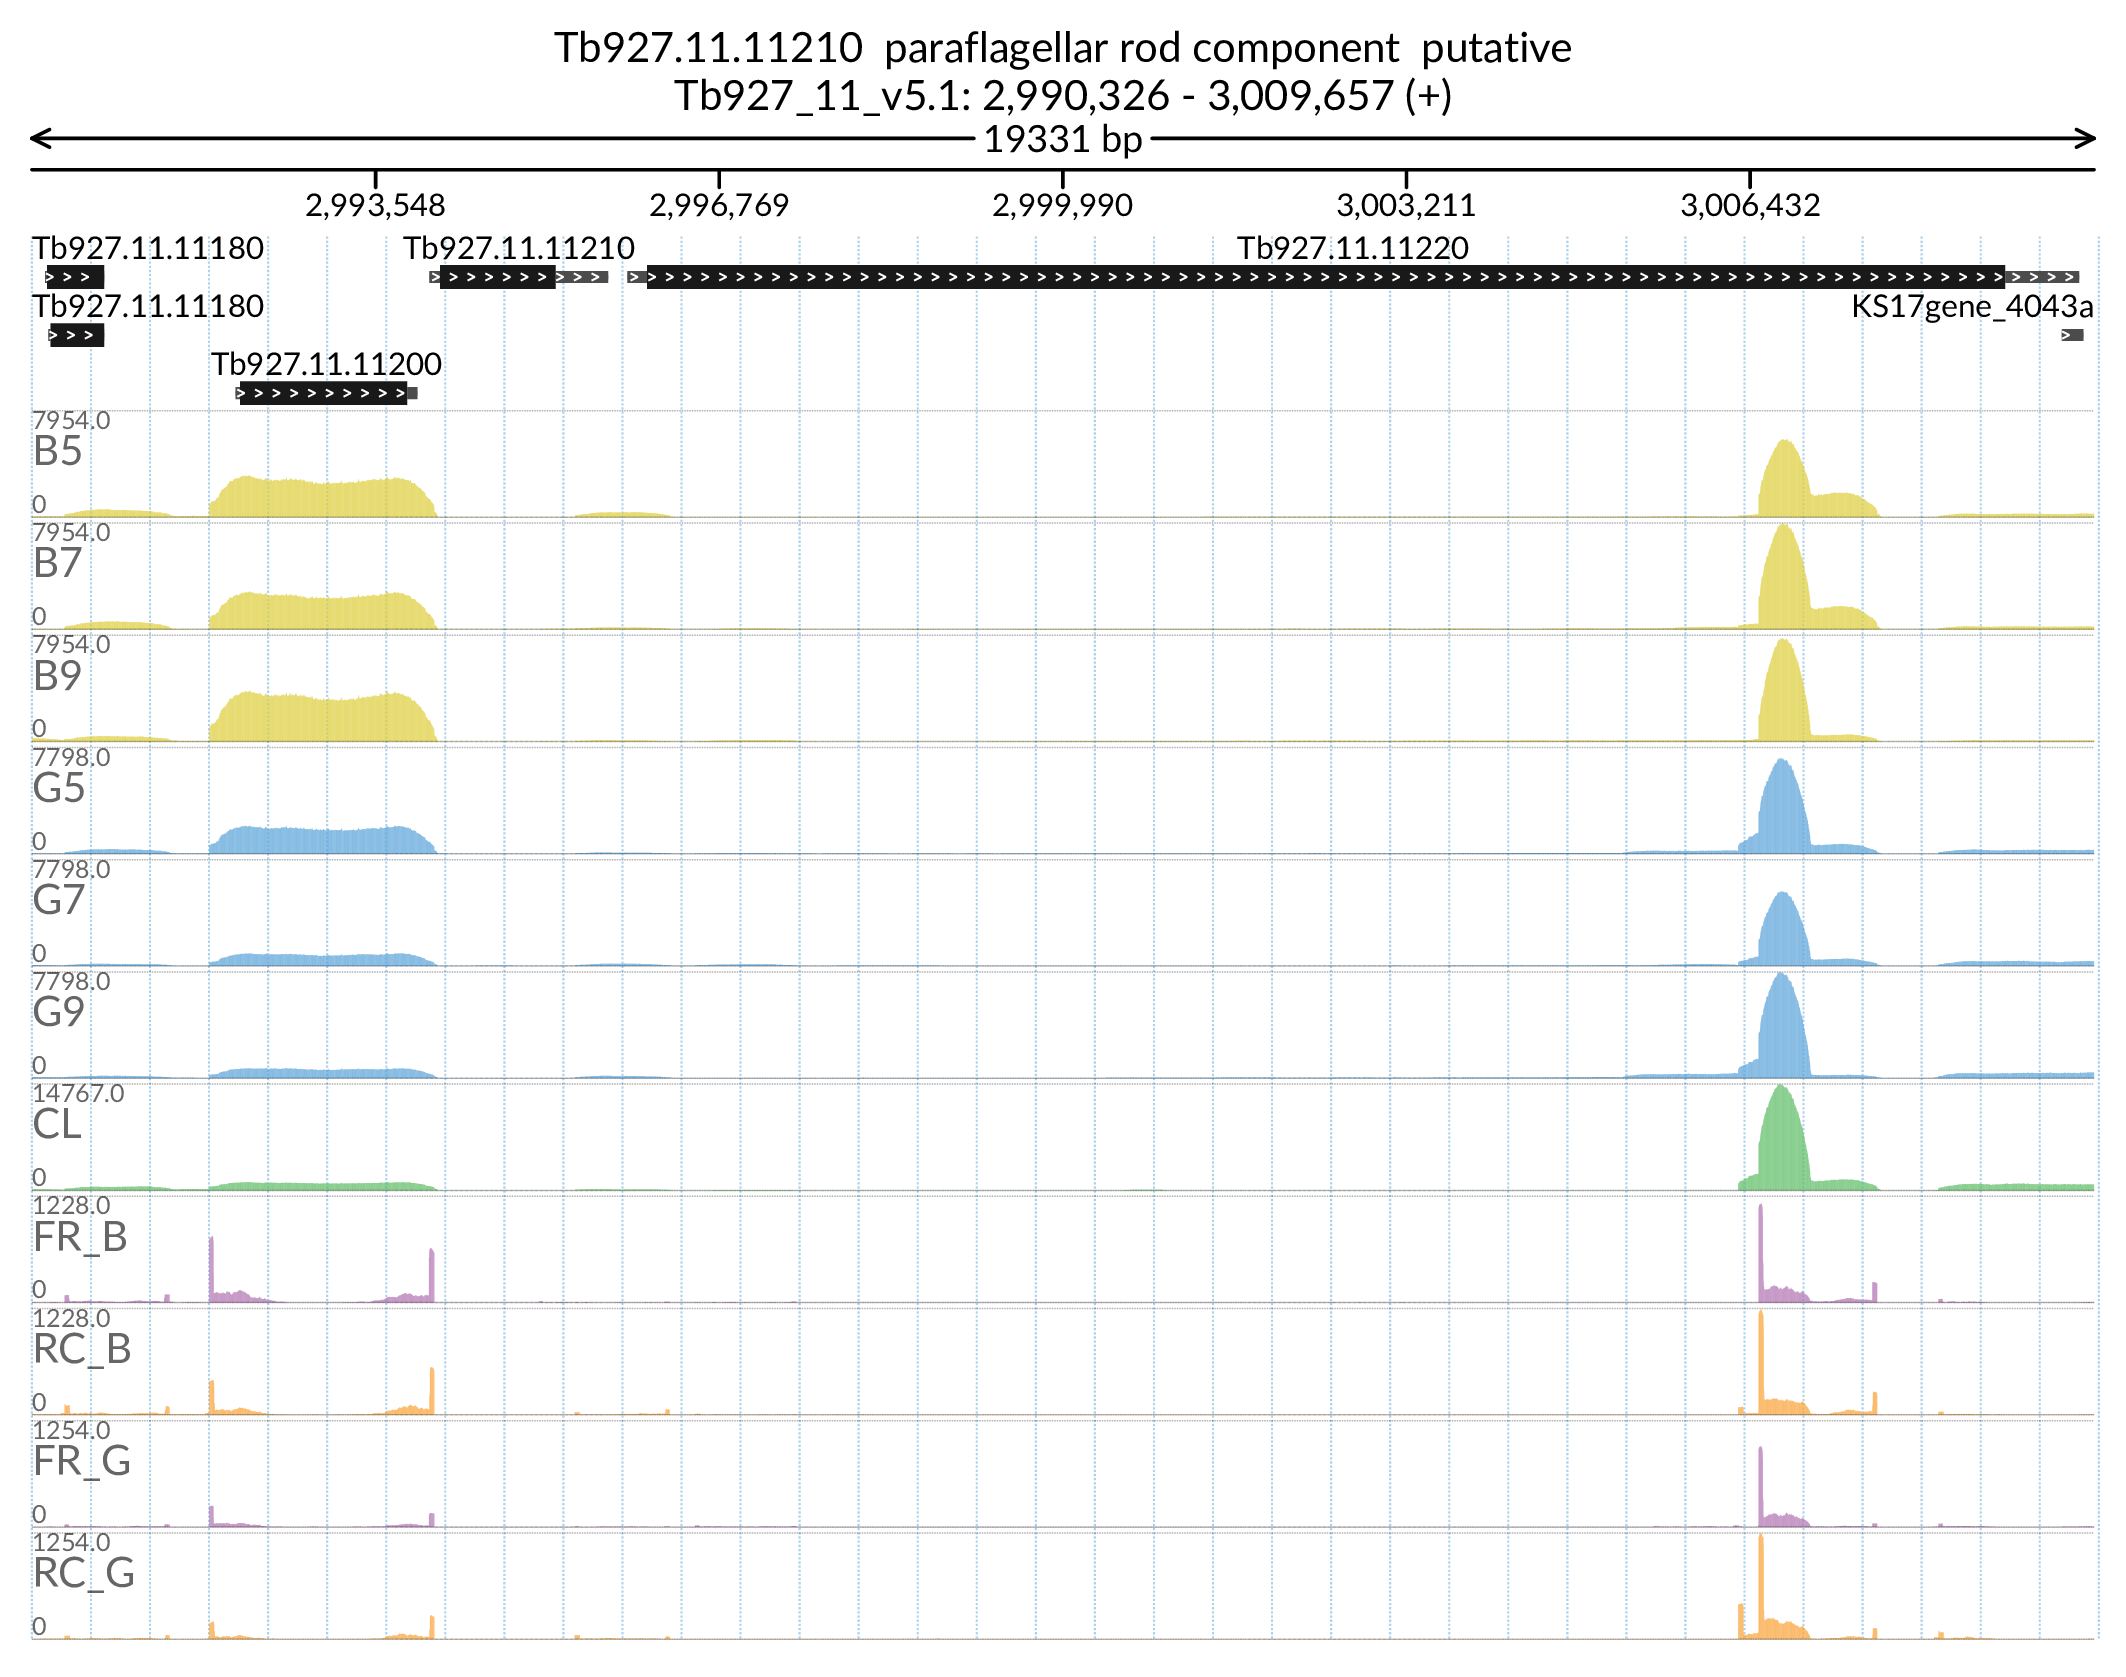 Tb927.11.11210 paraflagellar rod component putative
Tb927_11_v5.1: 2,990,326 - 3,009,657 (+)
19331 bp
2,993,548 2,996,769 2,999,990 3,003,211 3,006,432
Tb927.11.11180 Tb927.11.11210 Tb927.11.11220
Tb927.11.11180 KS17gene_4043a
Tb927.11.11200
7954.0
B5
0
7954.0
B7
0
7954.0
B9
0
7798.0
G5
0
7798.0
G7
0
7798.0
G9
0
14767.0
CL
0
1228.0
FR_B
0
1228.0
RC_B
0
1254.0
FR_G
0
1254.0
RC_G
0